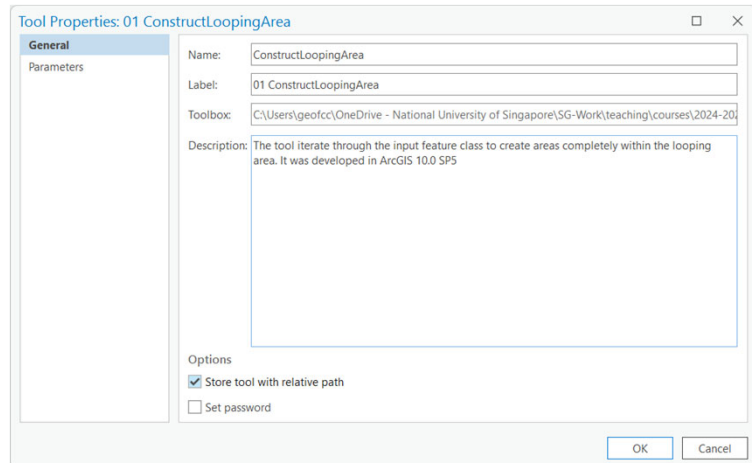 Tool Properties: 01 ConstructLoopingArea
General
Parameters
Name: ConstructLoopingArea
Label: 01 ConstructLoopingArea
Toolbox: C:\Users\geofcc\OneDrive - National University of Singapore\SG-Work\teaching\courses\2024-202
Description: The tool iterate through the input feature class to create areas completely within the looping
area. It was developed in ArcGIS 10.0 SP5
Options
Store tool with relative path
Set password
OK Cancel